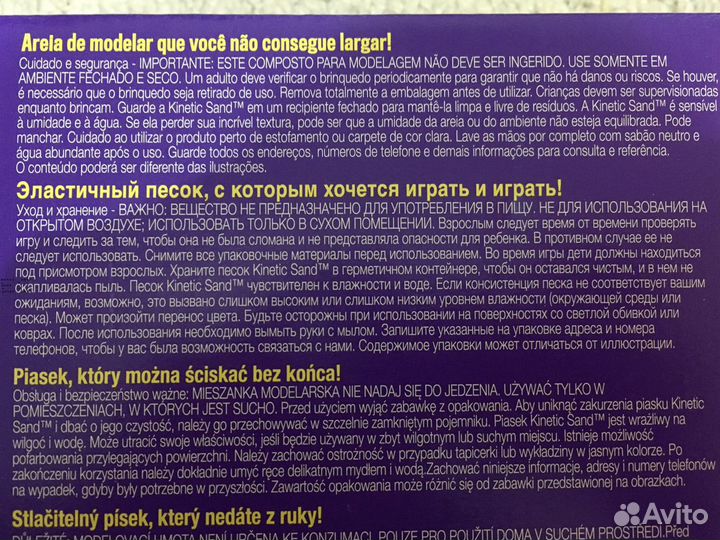 Areia de modelar que você não consegue largar!
Cuidado e segurança - IMPORTANTE: ESTE COMPOSTO PARA MODELAGEM NÃO DEVE SER INGERIDO. USE SOMENTE EM
AMBIENTE FECHADO E SECO. Um adulto deve verificar o brinquedo periodicamente para garantir que não há danos ou riscos. Se houver,
é necessário que o brinquedo seja retirado de uso. Remova totalmente a embalagem antes de utilizar. Crianças devem ser supervisionadas
enquanto brincam. Guarde a Kinetic Sand™ em um recipiente fechado para mantê-la limpa e livre de resíduos. A Kinetic Sand™ é sensível
à umidade e à água. Se ela perder sua incrível textura, pode ser que a umidade da areia ou do ambiente não esteja equilibrada. Pode
manchar. Cuidado ao utilizar o produto perto de estofamento ou carpete de cor clara. Lave as mãos por completo com sabão neutro e
água abundante após o uso. Guarde todos os endereços, números de telefone e demais informações para consulta e referência.
O conteúdo poderá ser diferente das ilustrações.
Эластичный песок, с которым хочется играть и играть!
Уход и хранение - ВАЖНО: ВЕЩЕСТВО НЕ ПРЕДНАЗНАЧЕНО ДЛЯ УПОТРЕБЛЕНИЯ В ПИЩУ. НЕ ДЛЯ ИСПОЛЬЗОВАНИЯ НА
ОТКРЫТОМ ВОЗДУХЕ; ИСПОЛЬЗОВАТЬ ТОЛЬКО В СУХОМ ПОМЕЩЕНИИ. Взрослым следует время от времени проверять
игру и следить за тем, чтобы она не была сломана и не представляла опасности для ребенка. В противном случае ее не
следует использовать. Снимите все упаковочные материалы перед использованием. Во время игры дети должны находиться
под присмотром взрослых. Храните песок Kinetic Sand™ в герметичном контейнере, чтобы он оставался чистым, и в нем не
скапливалась пыль. Песок Kinetic Sand™ чувствителен к влажности и воде. Если консистенция песка не соответствует вашим
ожиданиям, возможно, это вызвано слишком высоким или слишком низким уровнем влажности (окружающей среды или
песка). Может произойти перенос цвета. Будьте осторожны при использовании на поверхностях со светлой обивкой или
коврах. После использования необходимо вымыть руки с мылом. Запишите указанные на упаковке адреса и номера
телефонов, чтобы у вас была возможность связаться с нами. Содержимое упаковки может отличаться от иллюстрации.
Piasek, który można ściskać bez końca!
Obsługa i bezpieczeństwo ważne: MIESZANKA MODELARSKA NIE NADAJ SIĘ DO JEDZENIA. UŻYWAĆ TYLKO W
POMIESZCZENIACH, W KTÓRYCH JEST SUCHO. Przed użyciem wyjąć zabawkę z opakowania. Aby uniknąć zakurzenia piasku Kinetic
Sand™ i dbać o jego czystość, należy go przechowywać w szczelnie zamkniętym pojemniku. Piasek Kinetic Sand™ jest wrażliwy na
wilgoć i wodę. Może utracić swoje właściwości, jeśli będzie używany w zbyt wilgotnym lub suchym miejscu. Istnieje możliwość
pofarbowania przylegających powierzchni. Należy zachować ostrożność w przypadku tapicerki lub wykładziny w jasnym kolorze. Po
zakończeniu korzystania należy dokładnie umyć ręce delikatnym mydłem i wodą.Zachować niniejsze informacje, adresy i numery telefonów
na wypadek, gdyby były potrzebne w przyszłości. Zawartość opakowania może różnić się od zabawki przedstawionej na obrazkach.
Stlačitelný písek, který nedáte z ruky!
DŮLEŽITÉ: MODELOVACÍ HMOTA NENÍ URČENA KE KONZUMACI. POUZE PRO POUŽITÍ DOMA V SUCHÉM PROSTŘEDÍ.Před
Avito